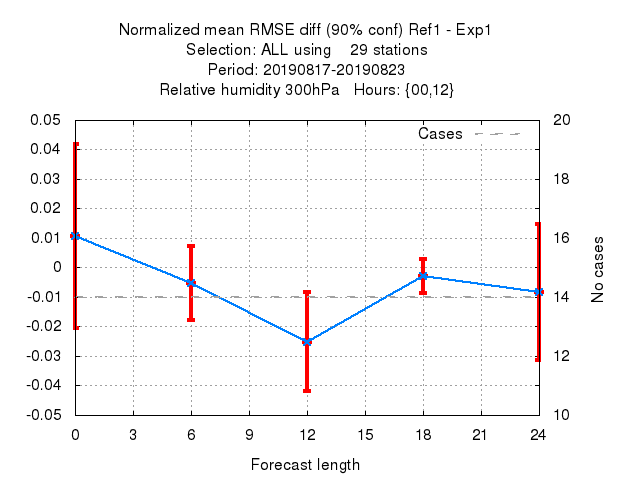 Normalized mean RMSE diff (90% conf) Ref1 - Exp1
Selection: ALL using    29 stations
Period: 20190817-20190823
Relative humidity 300hPa   Hours: {00,12}
Cases
0.05
0.04
0.03
0.02
0.01
0
-0.01
-0.02
-0.03
-0.04
-0.05
20
18
16
14
12
10
No cases
0 3 6 9 12 15 18 21 24
Forecast length